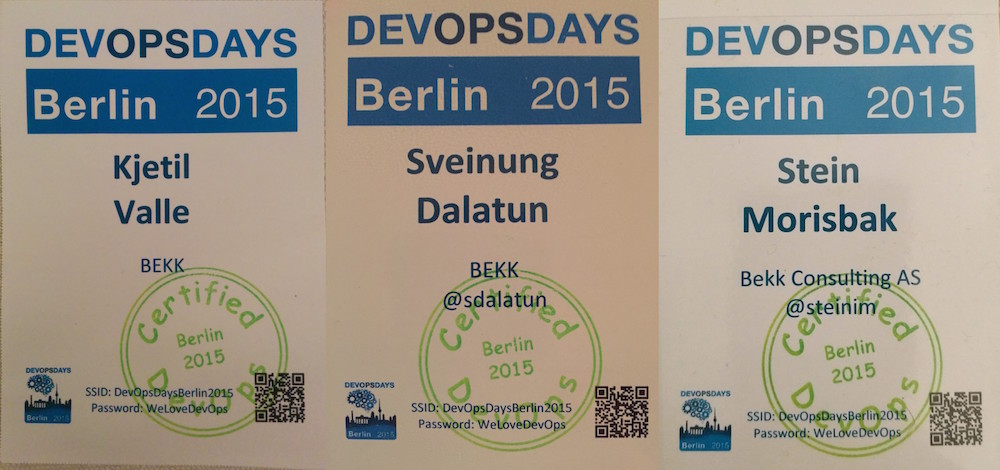 DEVOPSDAYS
Berlin 2015
Kjetil
Valle
BEKK
Certified
Berlin
2015
DevOps
DEVOPSDAYS
Berlin 2015
SSID: DevOpsDaysBerlin2015
Password: WeLoveDevOps
DEVOPSDAYS
Berlin 2015
Sveinung
Dalatun
BEKK
@sdalatun
Certified
Berlin
2015
DevOps
DEVOPSDAYS
Berlin 2015
SSID: DevOpsDaysBerlin2015
Password: WeLoveDevOps
DEVOPSDAYS
Berlin 2015
Stein
Morisbak
Bekk Consulting AS
@steinim
Certified
Berlin
2015
DevOps
DEVOPSDAYS
Berlin 2015
SSID: DevOpsDaysBerlin2015
Password: WeLoveDevOps